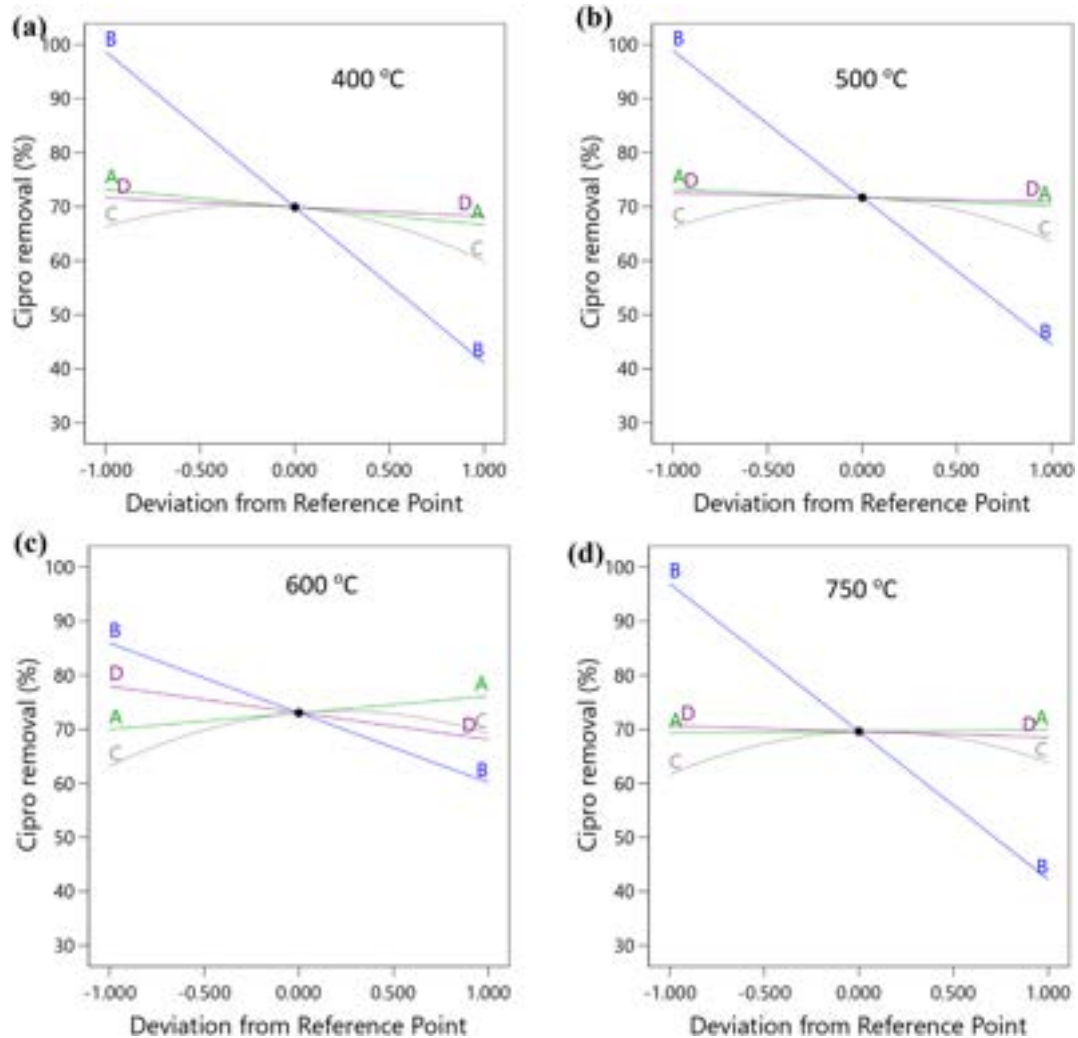 (a)
400 °C
Cipro removal (%)
100
90
80
70
60
50
40
30
B
A
D
C
D
A
C
B
-1.000
-0.500
0.000
0.500
1.000
Deviation from Reference Point
(b)
500 °C
Cipro removal (%)
100
90
80
70
60
50
40
30
B
A
D
C
D
A
C
B
-1.000
-0.500
0.000
0.500
1.000
Deviation from Reference Point
(c)
600 °C
Cipro removal (%)
100
90
80
70
60
50
40
30
B
D
A
C
A
C
D
B
-1.000
-0.500
0.000
0.500
1.000
Deviation from Reference Point
(d)
750 °C
Cipro removal (%)
100
90
80
70
60
50
40
30
B
D
A
C
A
D
C
B
-1.000
-0.500
0.000
0.500
1.000
Deviation from Reference Point